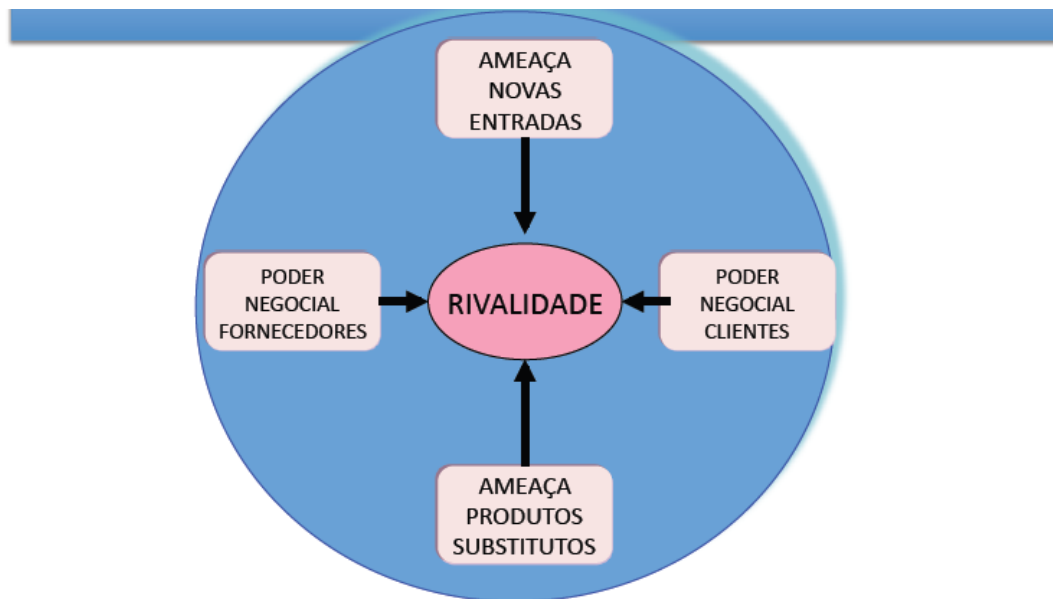 AMEAÇA
NOVAS
ENTRADAS
PODER
NEGOCIAL
FORNECEDORES
RIVALIDADE
PODER
NEGOCIAL
CLIENTES
AMEAÇA
PRODUTOS
SUBSTITUTOS